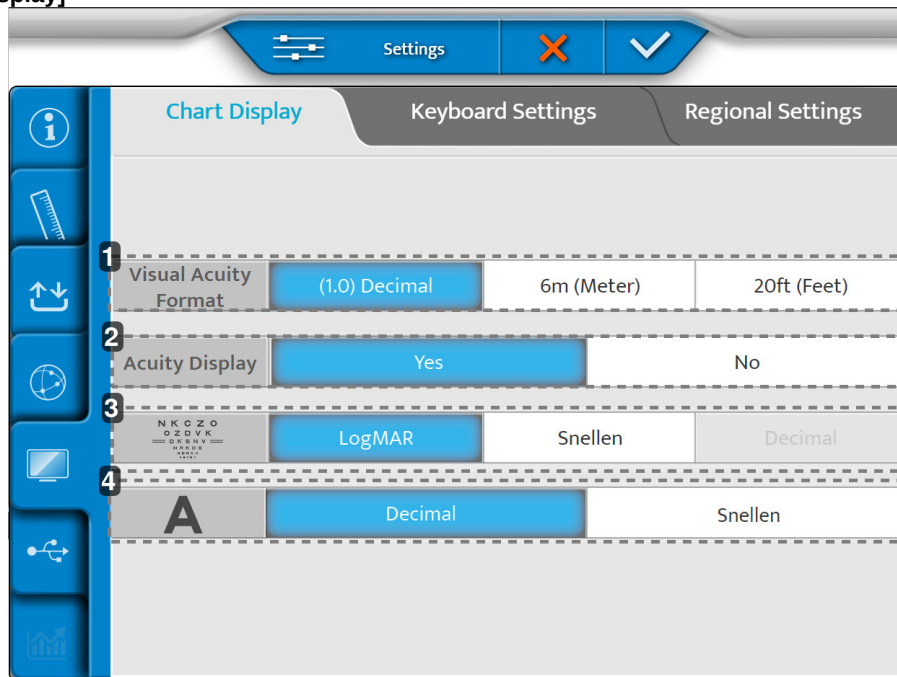 splay]
Settings
Chart Display
Keyboard Settings
Regional Settings
1
Visual Acuity
Format
(1.0) Decimal
6m (Meter)
20ft (Feet)
2
Acuity Display
Yes
No
3
N K C Z O
O Z D V K
D K S N V
LogMAR
Snellen
Decimal
4
A
Decimal
Snellen